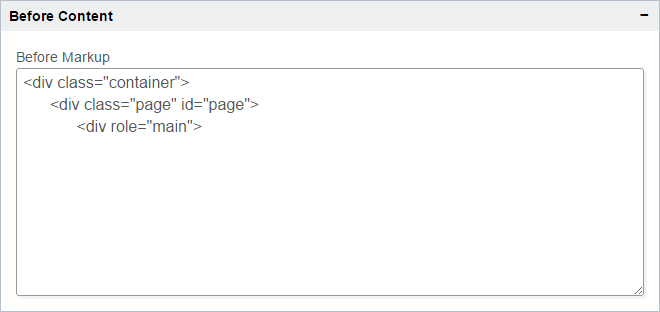 Before Content
Before Markup
<div class="container">
<div class="page" id="page">
<div role="main">